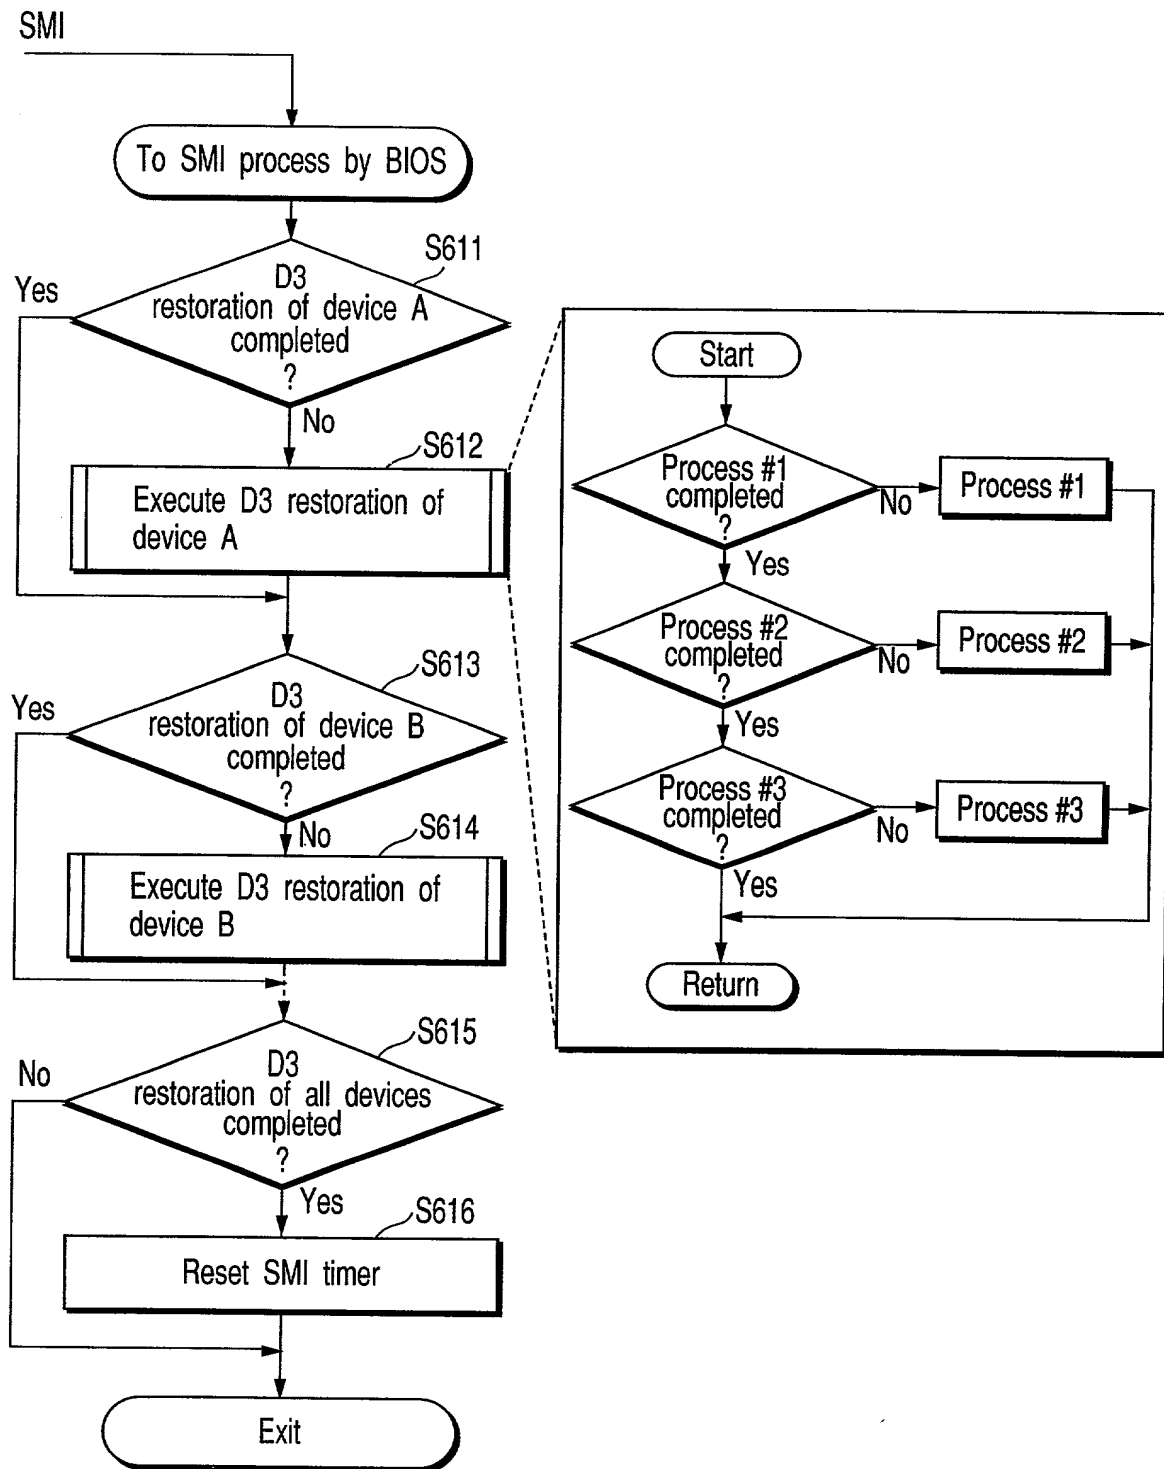 SMI
To SMI process by BIOS
S611
Yes
D3
restoration of device A
completed
?
No
S612
Execute D3 restoration of
device A
S613
Yes
D3
restoration of device B
completed
?
No
S614
Execute D3 restoration of
device B
S615
No
D3
restoration of all devices
completed
?
Yes
S616
Reset SMI timer
Exit
Start
Process #1
completed
?
No
Process #1
Yes
Process #2
completed
?
No
Process #2
Yes
Process #3
completed
?
No
Process #3
Yes
Return